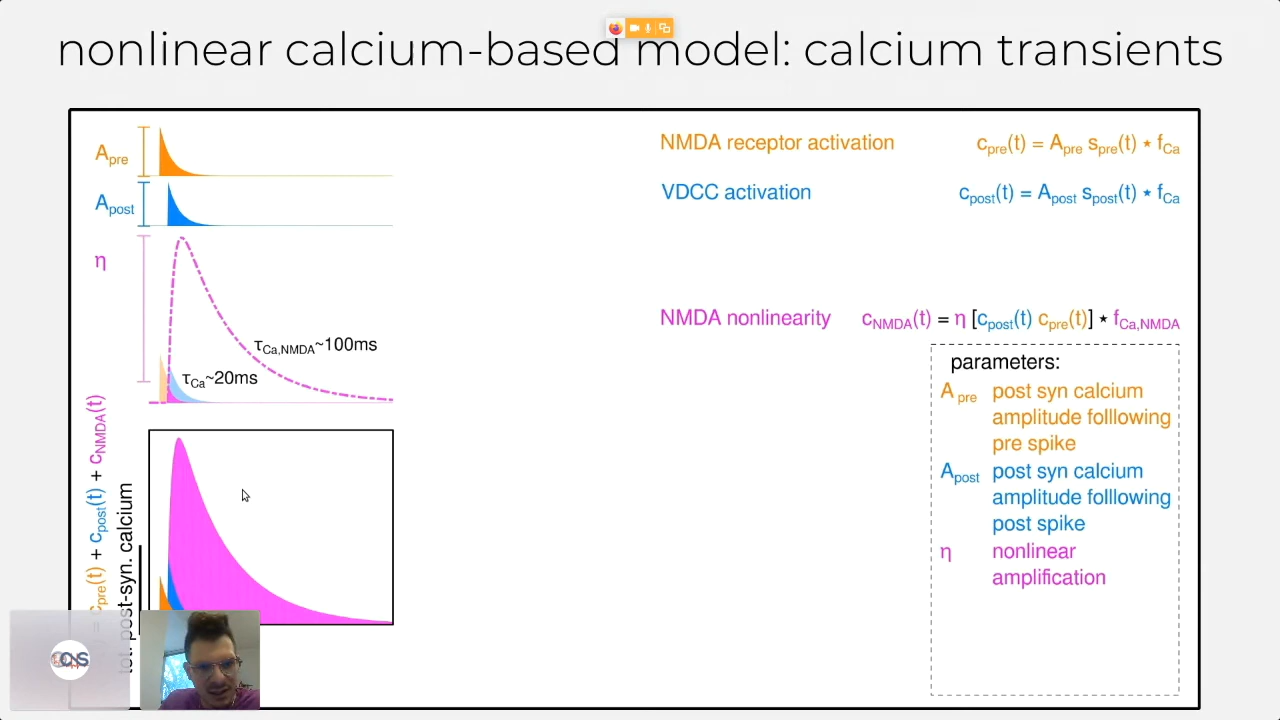 nonlinear calcium-based model: calcium transients
A_pre
NMDA receptor activation c_pre(t) = A_pre s_pre(t) ⋆ f_Ca
A_post
VDCC activation c_post(t) = A_post s_post(t) ⋆ f_Ca
η
NMDA nonlinearity c_NMDA(t) = η [c_post(t) c_pre(t)] ⋆ f_Ca,NMDA
τ_Ca,NMDA~100ms
τ_Ca~20ms
= c_pre(t) + c_post(t) + c_NMDA(t)
tot. post-syn. calcium
parameters:
A_pre post syn calcium
amplitude folllowing
pre spike
A_post post syn calcium
amplitude folllowing
post spike
η nonlinear
amplification